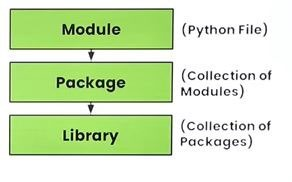 Module (Python File)
Package (Collection of
Modules)
Library (Collection of
Packages)